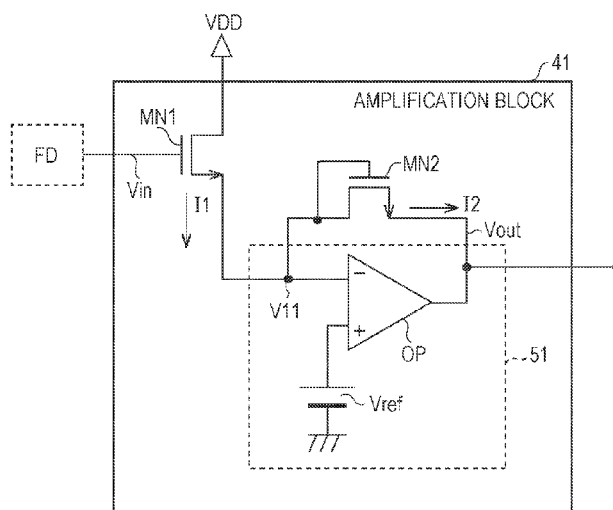 VDD
41
AMPLIFICATION BLOCK
MN1
FD
Vin
I1
MN2
I2
Vout
V11
−
+
OP
51
Vref